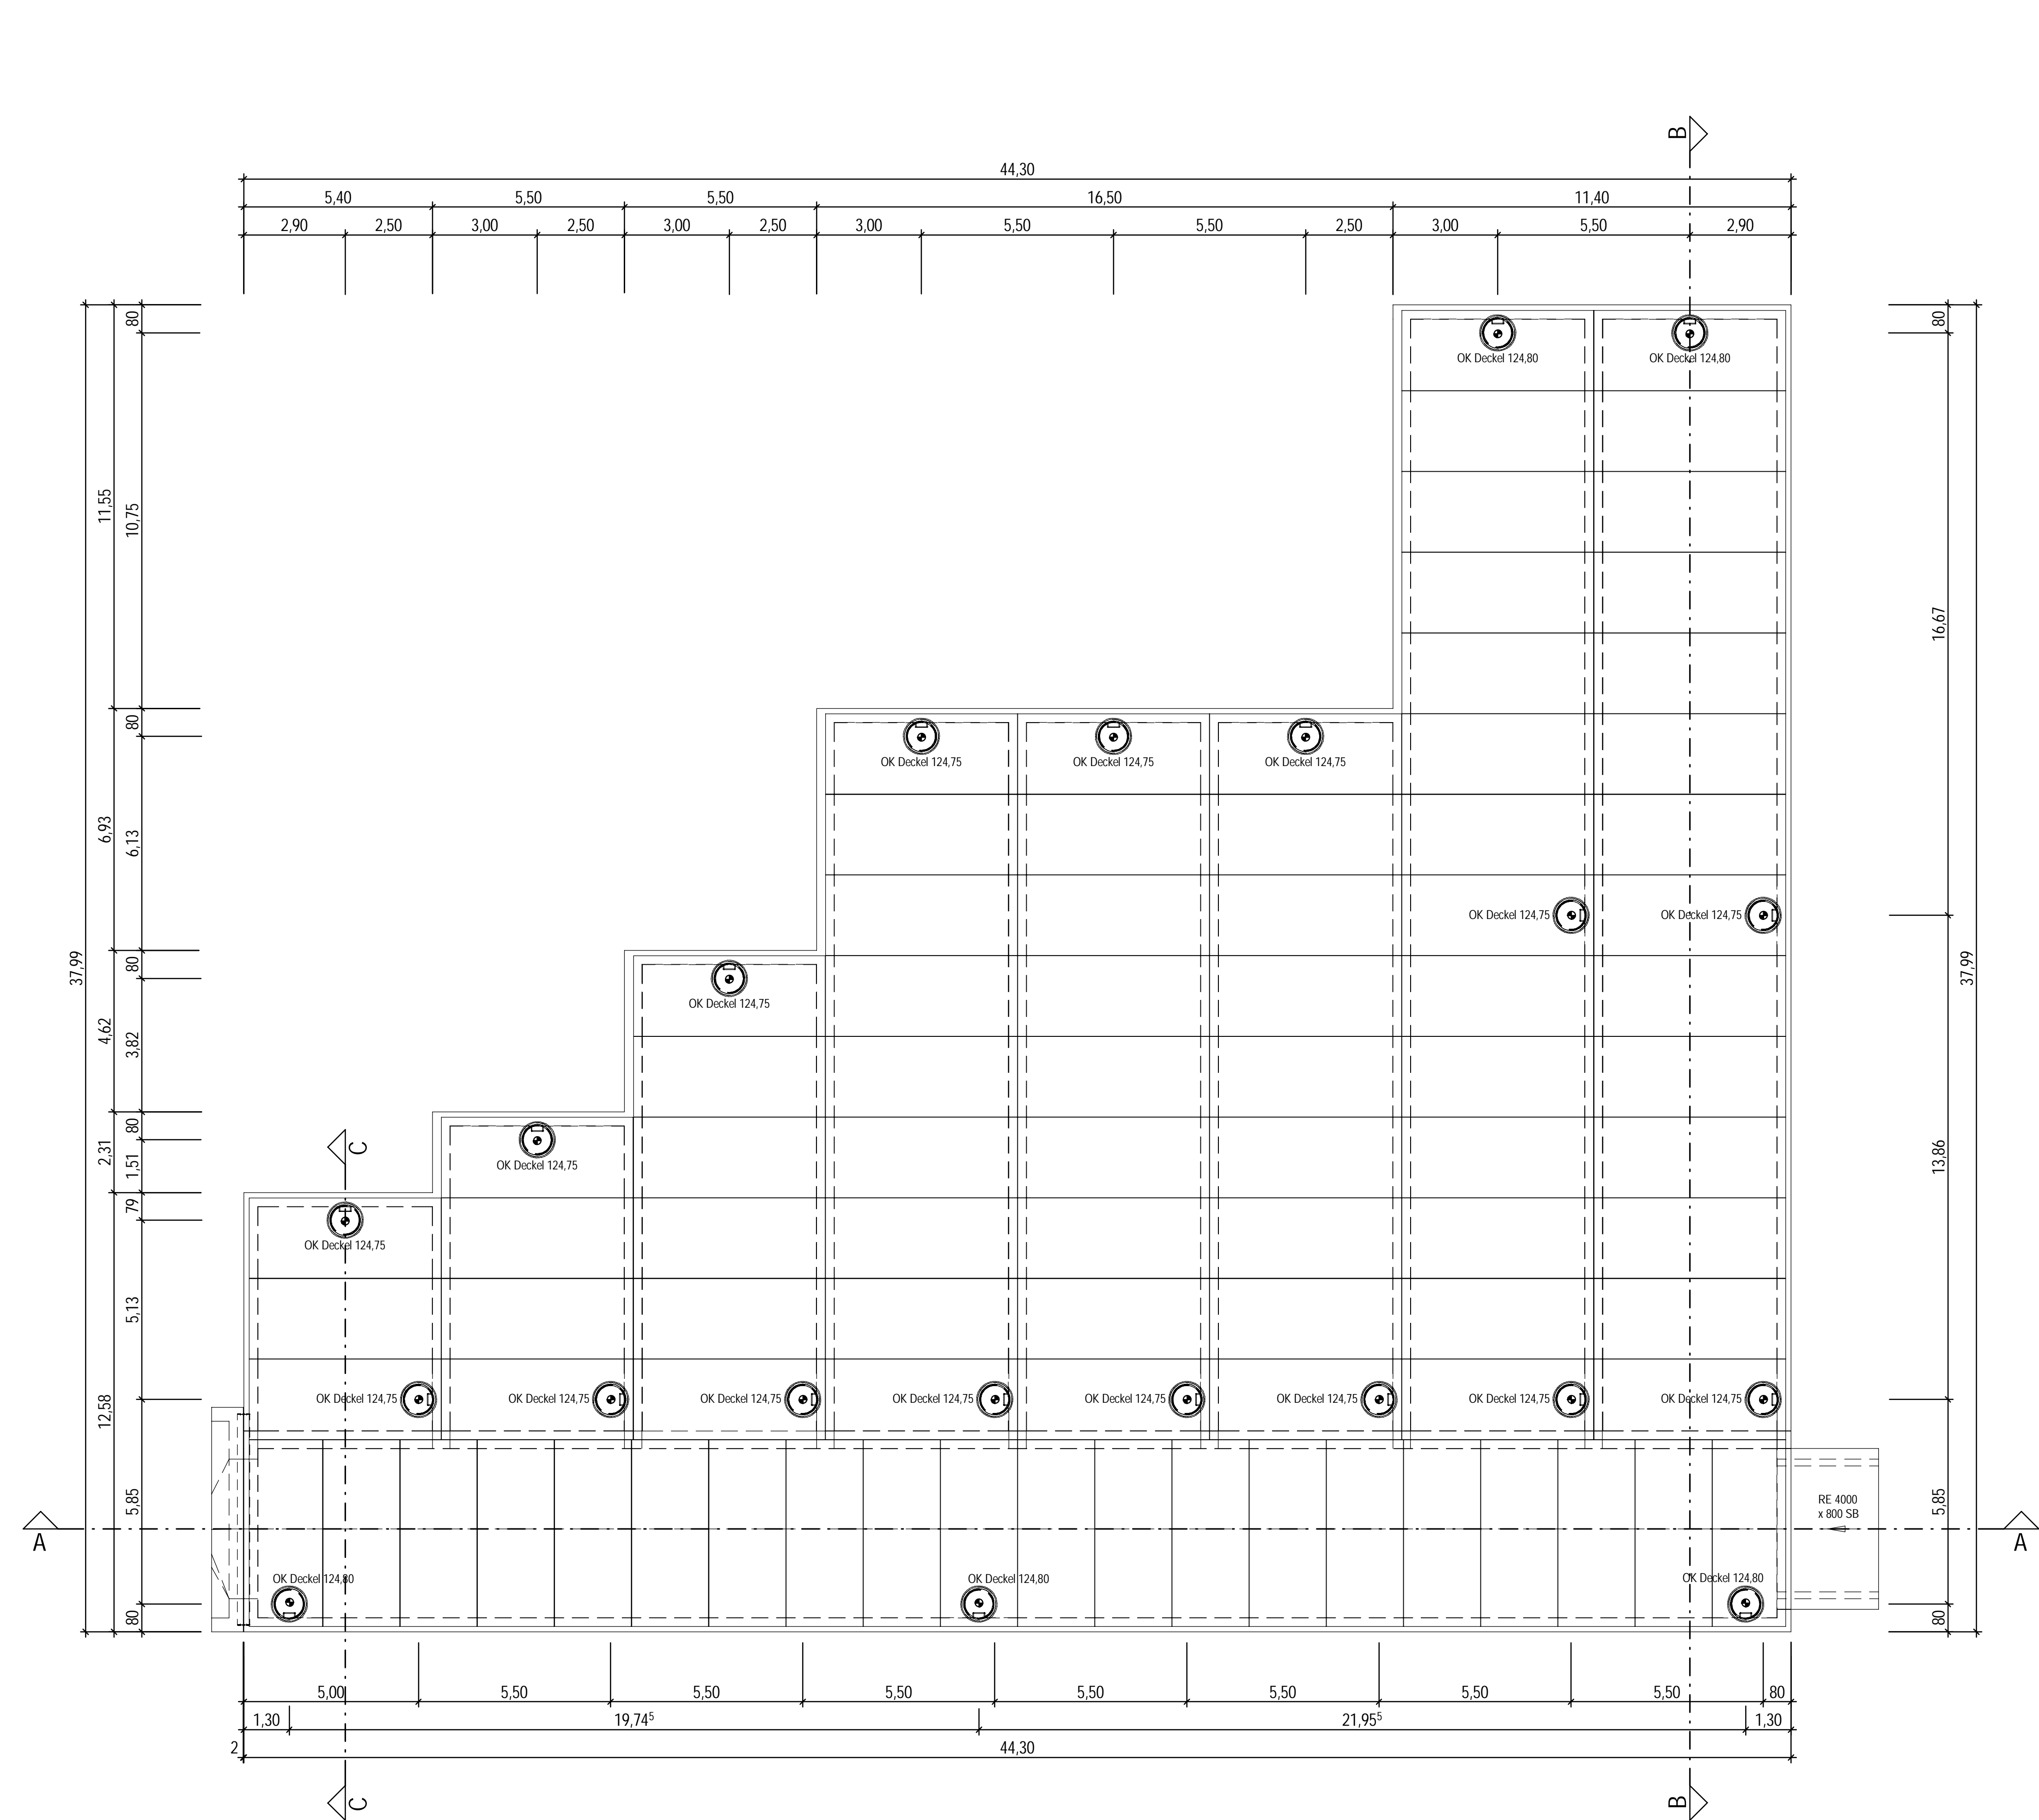 B
44,30
5,40 5,50 5,50 16,50 11,40
2,90 2,50 3,00 2,50 3,00 2,50 3,00 5,50 5,50 2,50 3,00 5,50 2,90
80
80
OK Deckel 124,80
OK Deckel 124,80
11,55
10,75
16,67
80
OK Deckel 124,75
OK Deckel 124,75
OK Deckel 124,75
6,93
6,13
OK Deckel 124,75
OK Deckel 124,75
37,99
80
37,99
OK Deckel 124,75
4,62
3,82
80
2,31
1,51
C
13,86
OK Deckel 124,75
79
OK Deckel 124,75
5,13
12,58
OK Deckel 124,75
OK Deckel 124,75
OK Deckel 124,75
OK Deckel 124,75
OK Deckel 124,75
OK Deckel 124,75
OK Deckel 124,75
OK Deckel 124,75
5,85
RE 4000
x 800 SB
5,85
A
A
OK Deckel 124,80
OK Deckel 124,80
OK Deckel 124,80
80
80
5,00 5,50 5,50 5,50 5,50 5,50 5,50 5,50 80
1,30 19,74⁵ 21,95⁵ 1,30
2 44,30
C
B